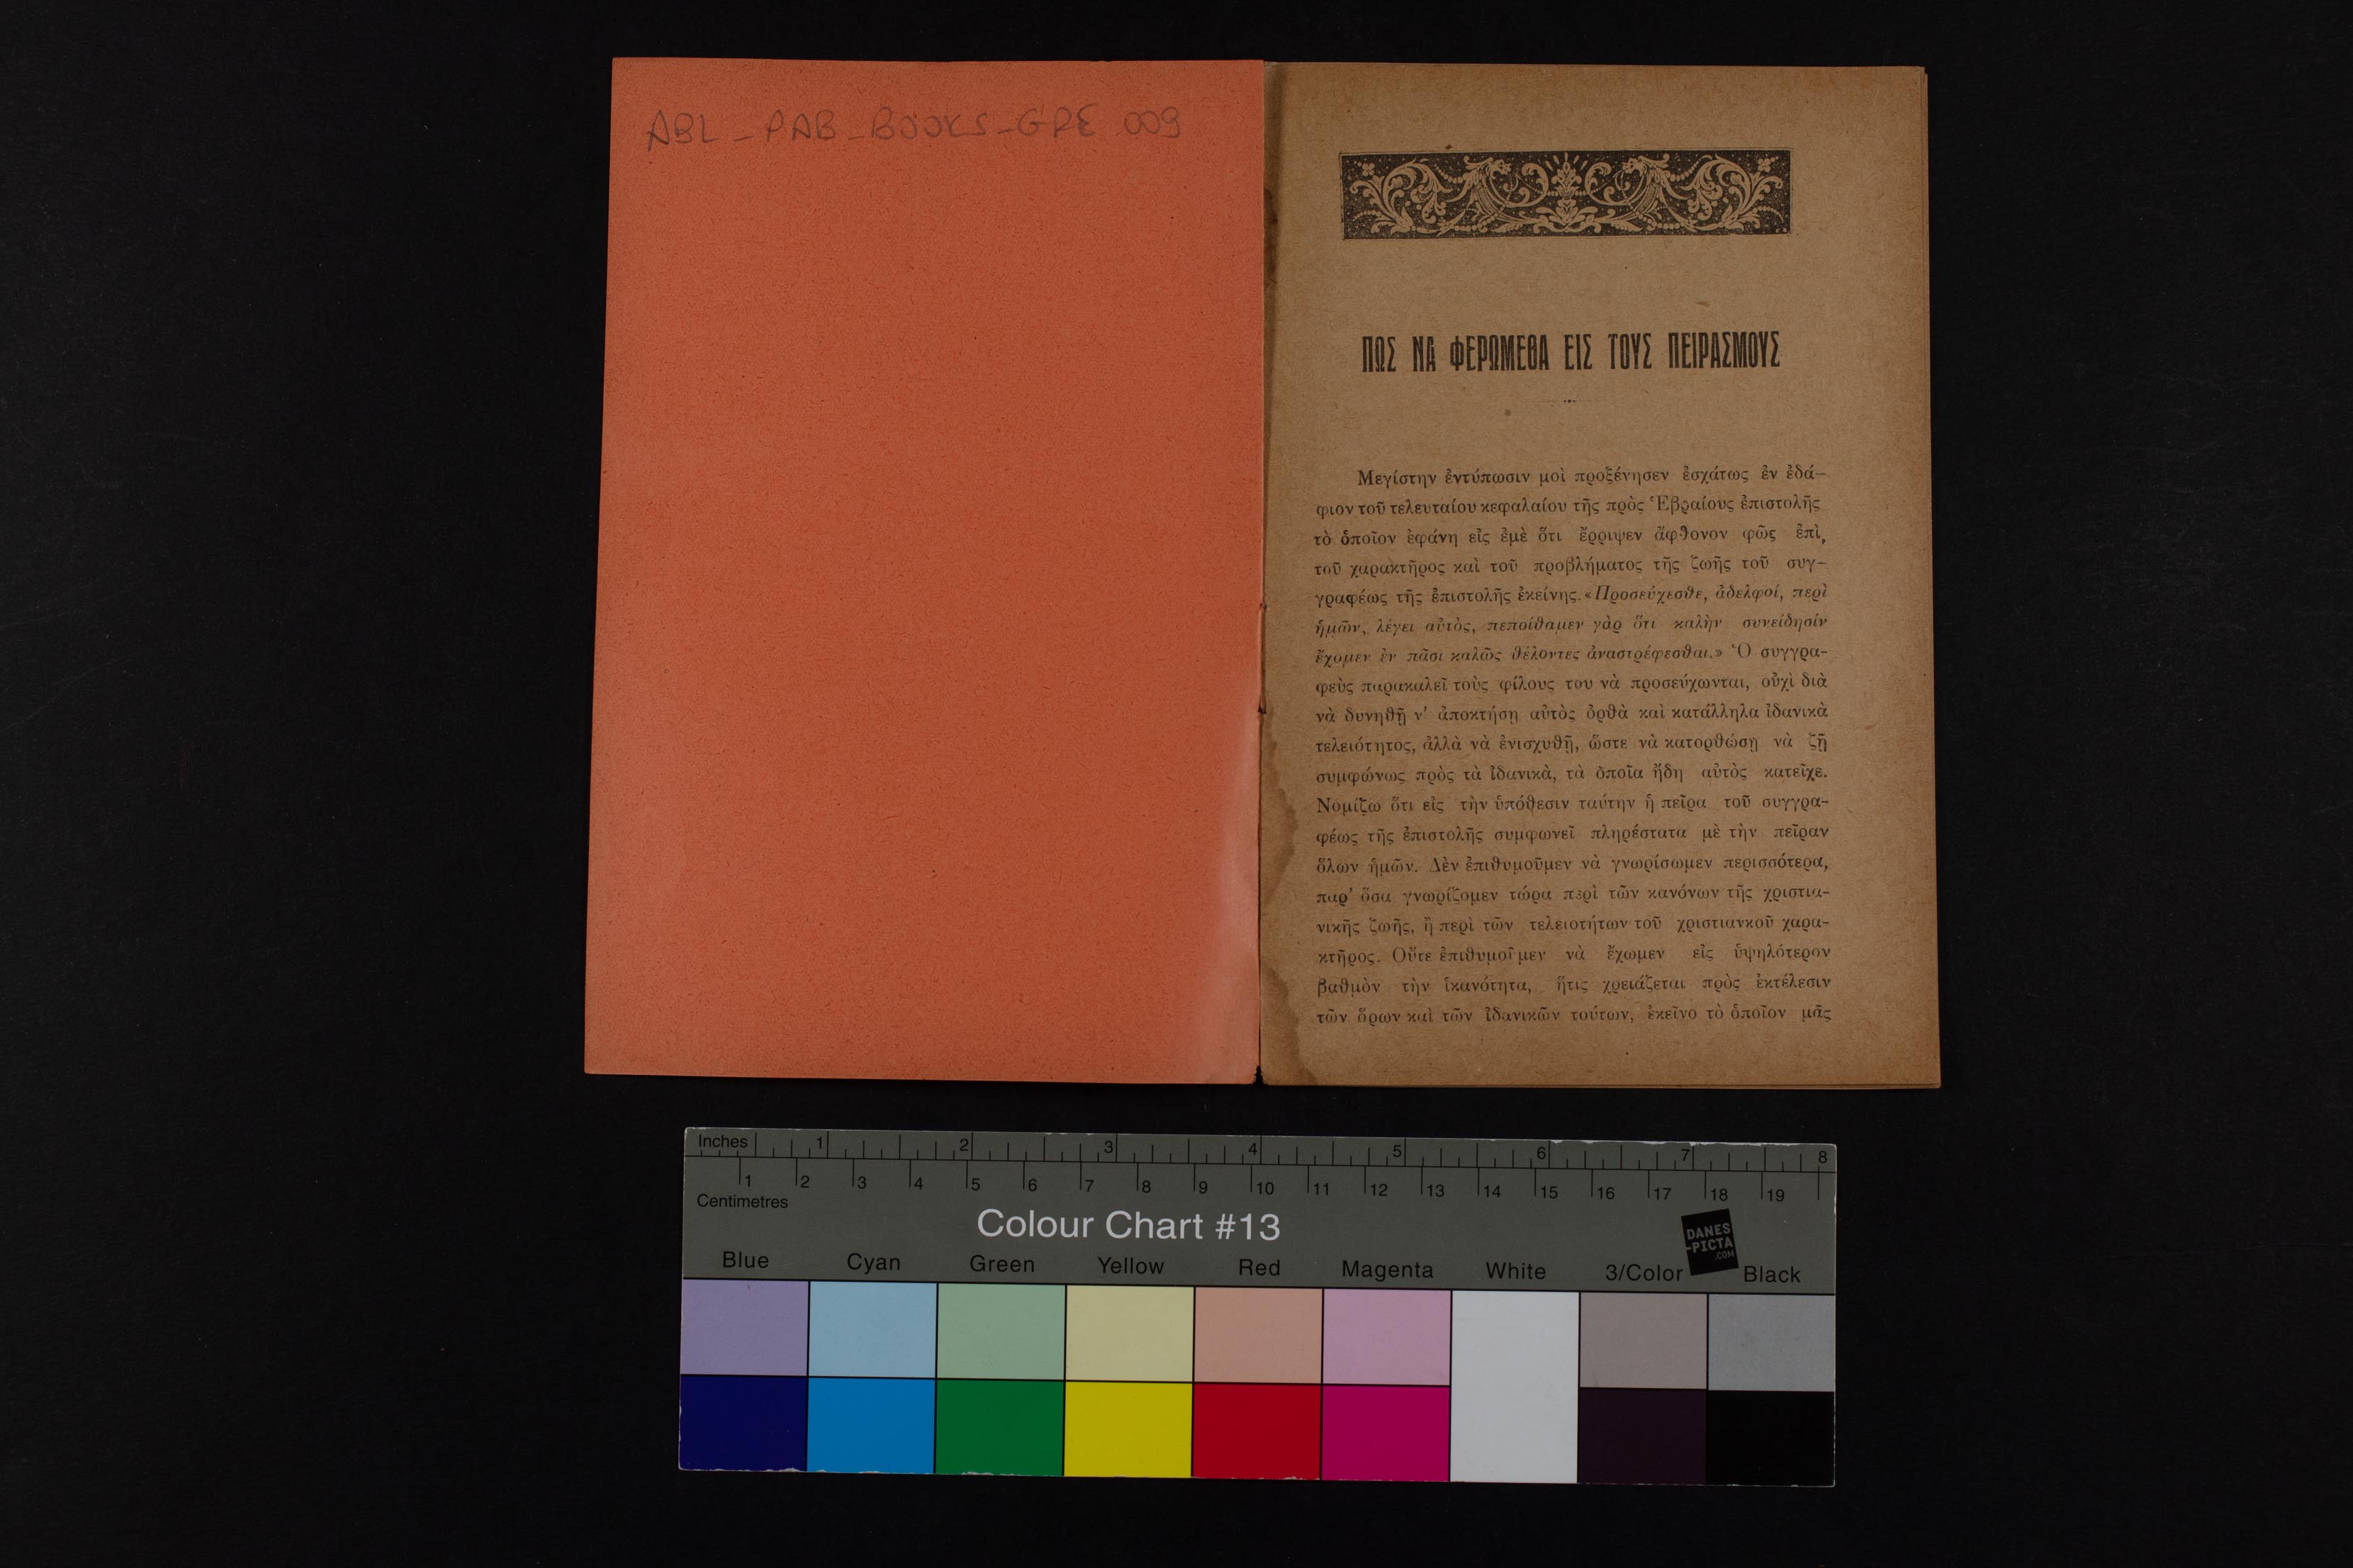 ABL_PAB_BOOKS_GRE 009
ΠΩΣ ΝΑ ΦΕΡΩΜΕΘΑ ΕΙΣ ΤΟΥΣ ΠΕΙΡΑΣΜΟΥΣ
Μεγίστην ἐντύπωσιν μοὶ προξένησεν ἐσχάτως ἐν ἐδά-
φιον τοῦ τελευταίου κεφαλαίου τῆς πρὸς Ἑβραίους ἐπιστολῆς
τὸ ὁποῖον ἐφάνη εἰς ἐμὲ ὅτι ἔρριψεν ἄφθονον φῶς ἐπὶ,
τοῦ χαρακτῆρος καὶ τοῦ προβλήματος τῆς ζωῆς τοῦ συγ-
γραφέως τῆς ἐπιστολῆς ἐκείνης. «Προσεύχεσθε, ἀδελφοί, περὶ
ἡμῶν, λέγει αὐτὸς, πεποίθαμεν γὰρ ὅτι καλὴν συνείδησίν
ἔχομεν ἐν πᾶσι καλῶς θέλοντες ἀναστρέφεσθαι.» Ὁ συγγρα-
φεὺς παρακαλεῖ τοὺς φίλους του νὰ προσεύχωνται, οὐχὶ διὰ
νὰ δυνηθῇ ν' ἀποκτήσῃ αὐτὸς ὀρθὰ καὶ κατάλληλα ἰδανικὰ
τελειότητος, ἀλλὰ νὰ ἐνισχυθῇ, ὥστε νὰ κατορθώσῃ νὰ ζῇ
συμφώνως πρὸς τὰ ἰδανικὰ, τὰ ὁποῖα ἤδη αὐτὸς κατεῖχε.
Νομίζω ὅτι εἰς τὴν ὑπόθεσιν ταύτην ἡ πεῖρα τοῦ συγγρα-
φέως τῆς ἐπιστολῆς συμφωνεῖ πληρέστατα μὲ τὴν πεῖραν
ὅλων ἡμῶν. Δὲν ἐπιθυμοῦμεν νὰ γνωρίσωμεν περισσότερα,
παρ' ὅσα γνωρίζομεν τώρα περὶ τῶν κανόνων τῆς χριστια-
νικῆς ζωῆς, ἢ περὶ τῶν τελειοτήτων τοῦ χριστιανκοῦ χαρα-
κτῆρος. Οὔτε ἐπιθυμοῦμεν νὰ ἔχωμεν εἰς ὑψηλότερον
βαθμὸν τὴν ἱκανότητα, ἥτις χρειάζεται πρὸς ἐκτέλεσιν
τῶν ὅρων καὶ τῶν ἰδανικῶν τούτων, ἐκεῖνο τὸ ὁποῖον μᾶς
Inches 1 2 3 4 5 6 7 8
1 2 3 4 5 6 7 8 9 10 11 12 13 14 15 16 17 18 19
Centimetres
Colour Chart #13
DANES
-PICTA
.COM
Blue Cyan Green Yellow Red Magenta White 3/Color Black